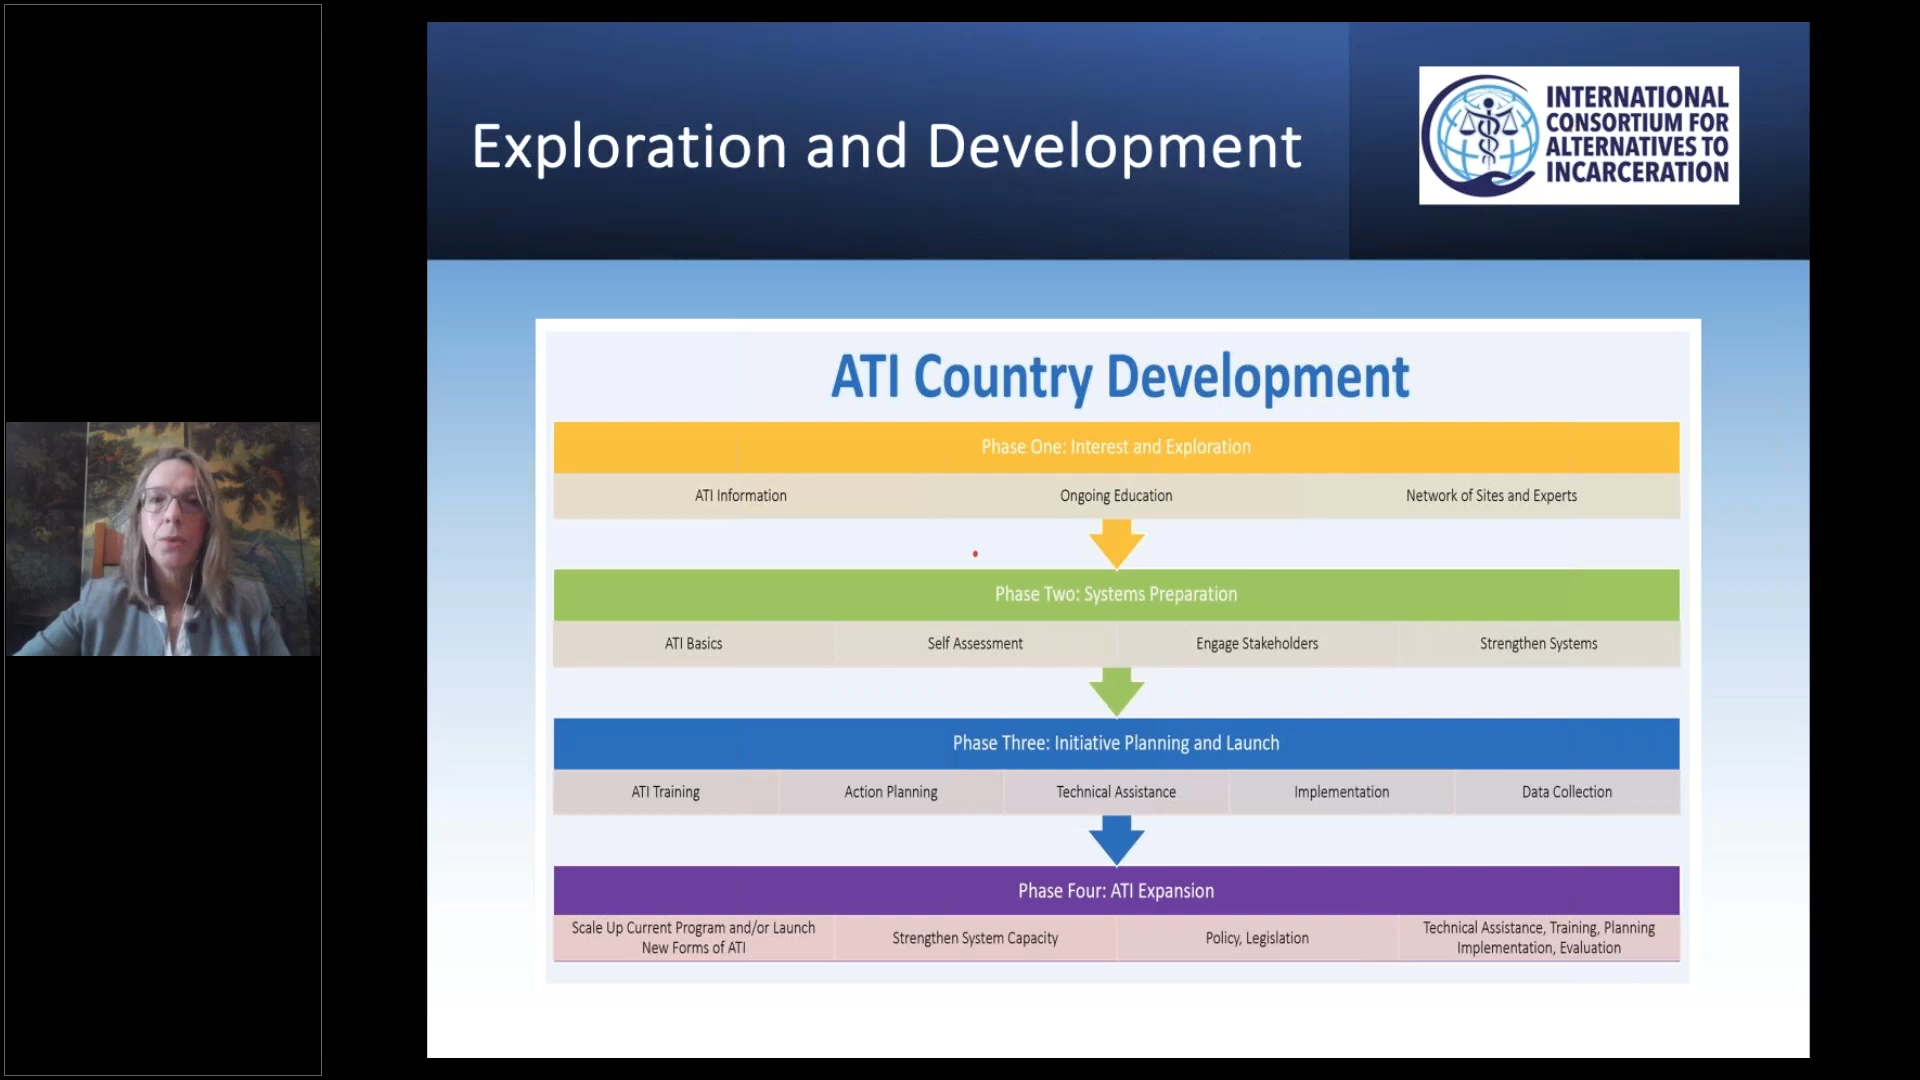 Exploration and Development
INTERNATIONAL
CONSORTIUM FOR
ALTERNATIVES TO
INCARCERATION
ATI Country Development
Phase One: Interest and Exploration
ATI Information
Ongoing Education
Network of Sites and Experts
Phase Two: Systems Preparation
ATI Basics
Self Assessment
Engage Stakeholders
Strengthen Systems
Phase Three: Initiative Planning and Launch
ATI Training
Action Planning
Technical Assistance
Implementation
Data Collection
Phase Four: ATI Expansion
Scale Up Current Program and/or Launch
New Forms of ATI
Strengthen System Capacity
Policy, Legislation
Technical Assistance, Training, Planning
Implementation, Evaluation